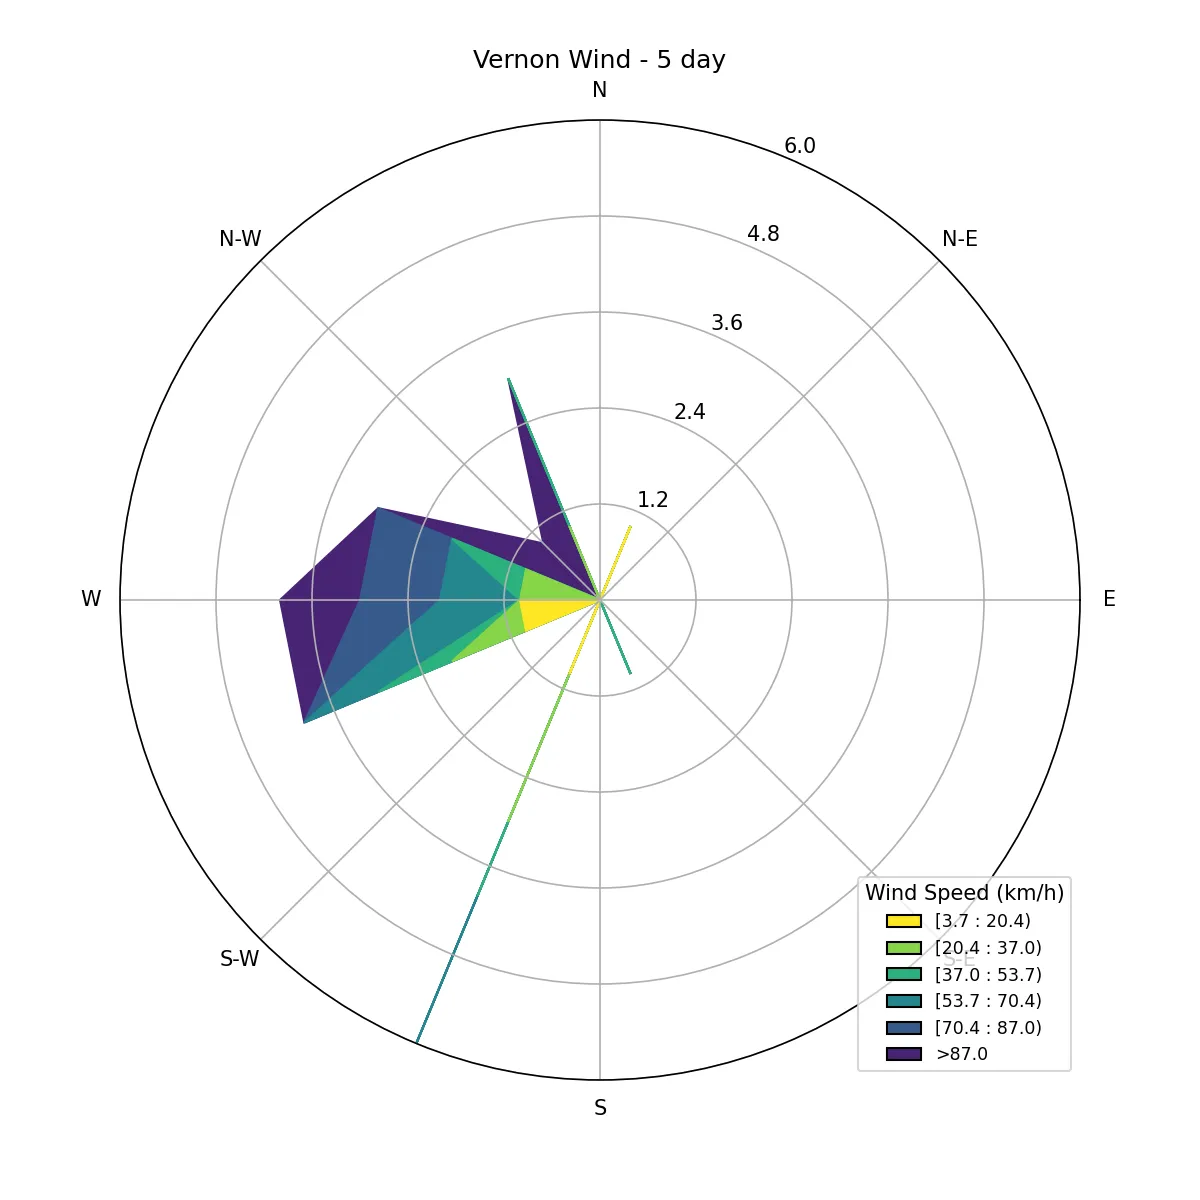 Vernon Wind - 5 day
N
6.0
N-W
4.8
N-E
3.6
2.4
1.2
W
E
S-W
S-E
S
Wind Speed (km/h)
[3.7 : 20.4)
[20.4 : 37.0)
[37.0 : 53.7)
[53.7 : 70.4)
[70.4 : 87.0)
>87.0